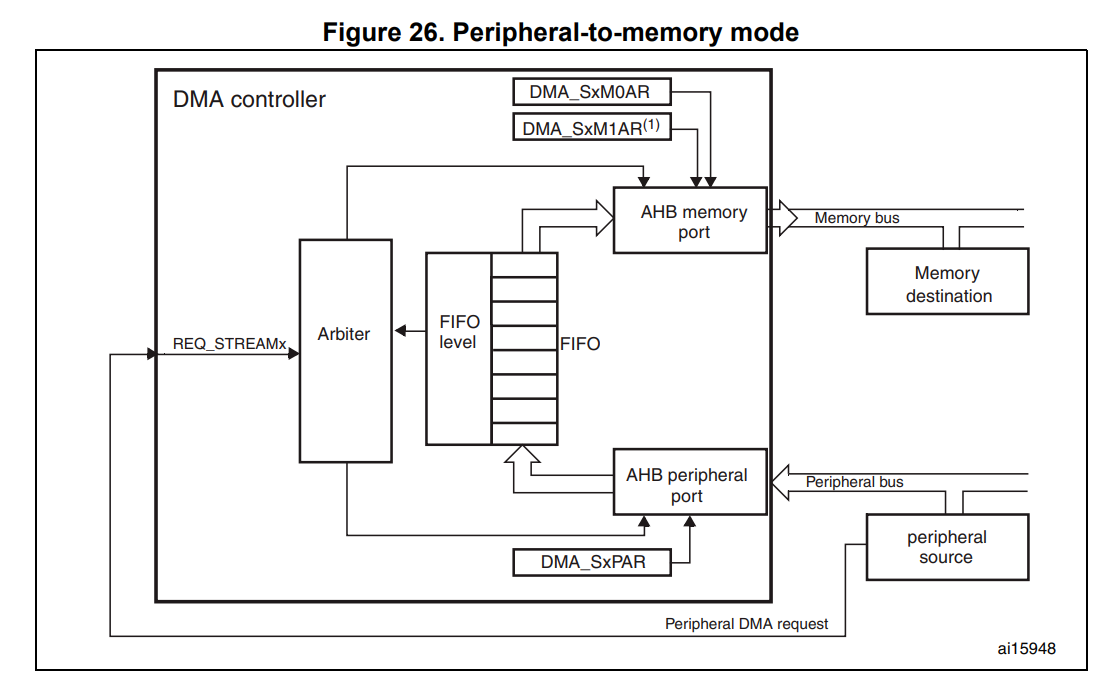 Figure 26. Peripheral-to-memory mode
DMA controller
DMA_SxM0AR
DMA_SxM1AR(1)
AHB memory
port
Memory bus
Memory
destination
REQ_STREAMx
Arbiter
FIFO
level
FIFO
AHB peripheral
port
Peripheral bus
peripheral
source
DMA_SxPAR
Peripheral DMA request
ai15948